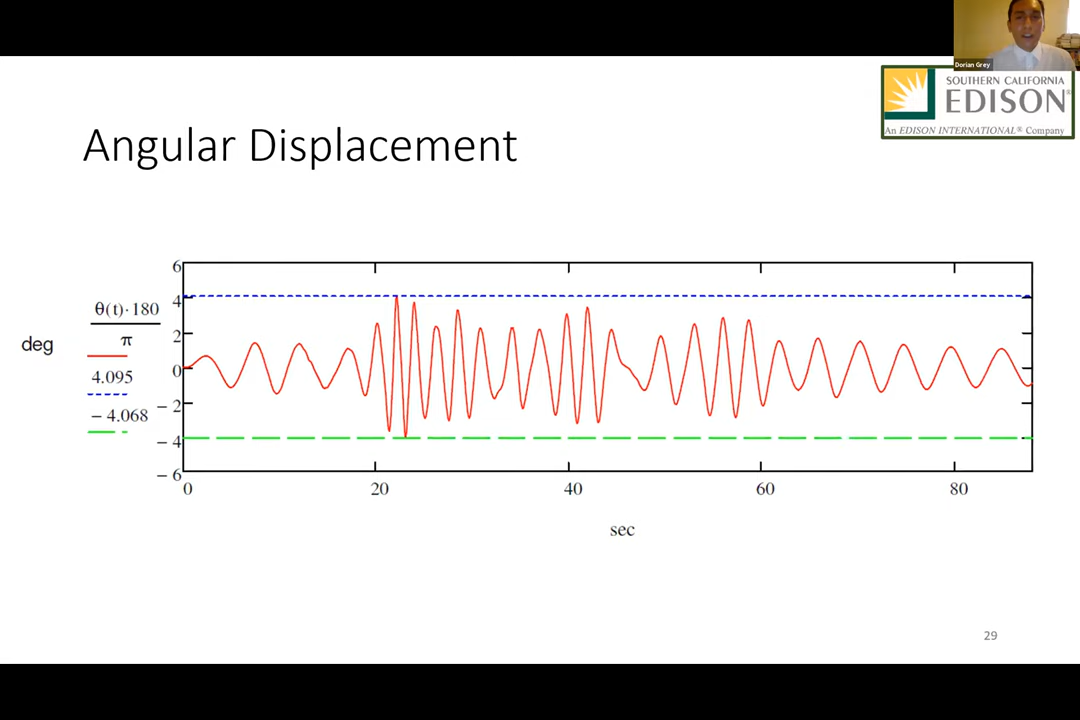 Dorian Grey
SOUTHERN CALIFORNIA
EDISON®
An EDISON INTERNATIONAL® Company
Angular Displacement
deg
θ(t)·180
π
4.095
− 4.068
6
4
2
0
− 2
− 4
− 6
0 20 40 60 80
sec
29